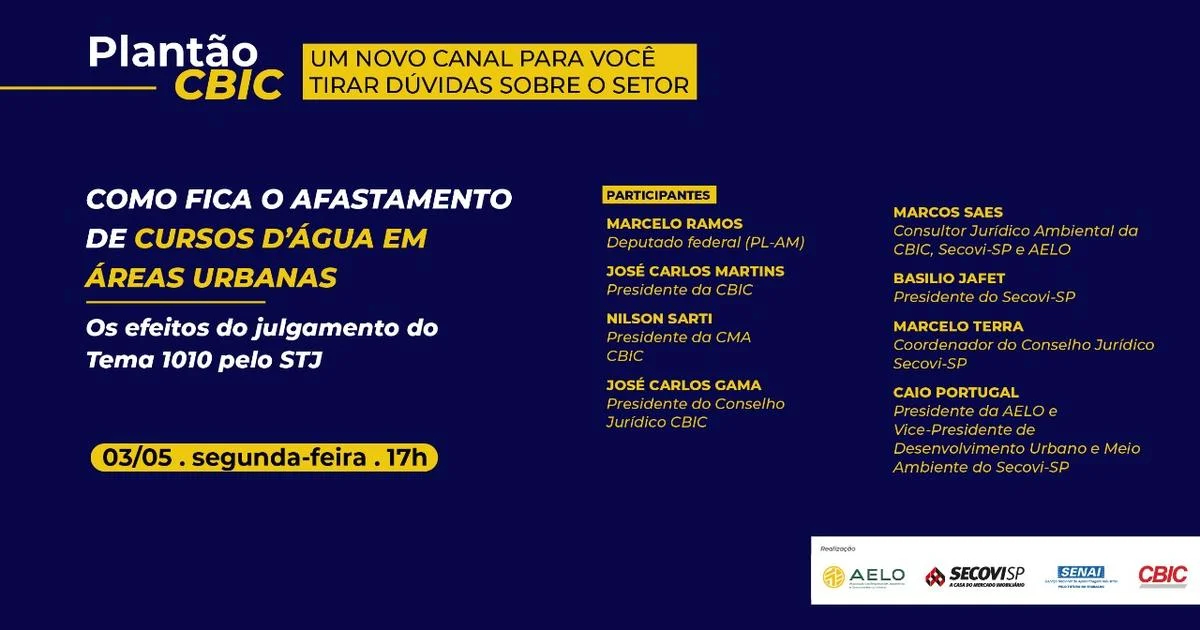 Plantão
CBIC
UM NOVO CANAL PARA VOCÊ
TIRAR DÚVIDAS SOBRE O SETOR
COMO FICA O AFASTAMENTO
DE CURSOS D'ÁGUA EM
ÁREAS URBANAS
Os efeitos do julgamento do
Tema 1010 pelo STJ
03/05 . segunda-feira . 17h
PARTICIPANTES
MARCELO RAMOS
Deputado federal (PL-AM)
JOSÉ CARLOS MARTINS
Presidente da CBIC
NILSON SARTI
Presidente da CMA
CBIC
JOSÉ CARLOS GAMA
Presidente do Conselho
Jurídico CBIC
MARCOS SAES
Consultor Jurídico Ambiental da
CBIC, Secovi-SP e AELO
BASILIO JAFET
Presidente do Secovi-SP
MARCELO TERRA
Coordenador do Conselho Jurídico
Secovi-SP
CAIO PORTUGAL
Presidente da AELO e
Vice-Presidente de
Desenvolvimento Urbano e Meio
Ambiente do Secovi-SP
Realização
AELO
SECOVISP
A CASA DO MERCADO IMOBILIÁRIO
SENAI
CBIC